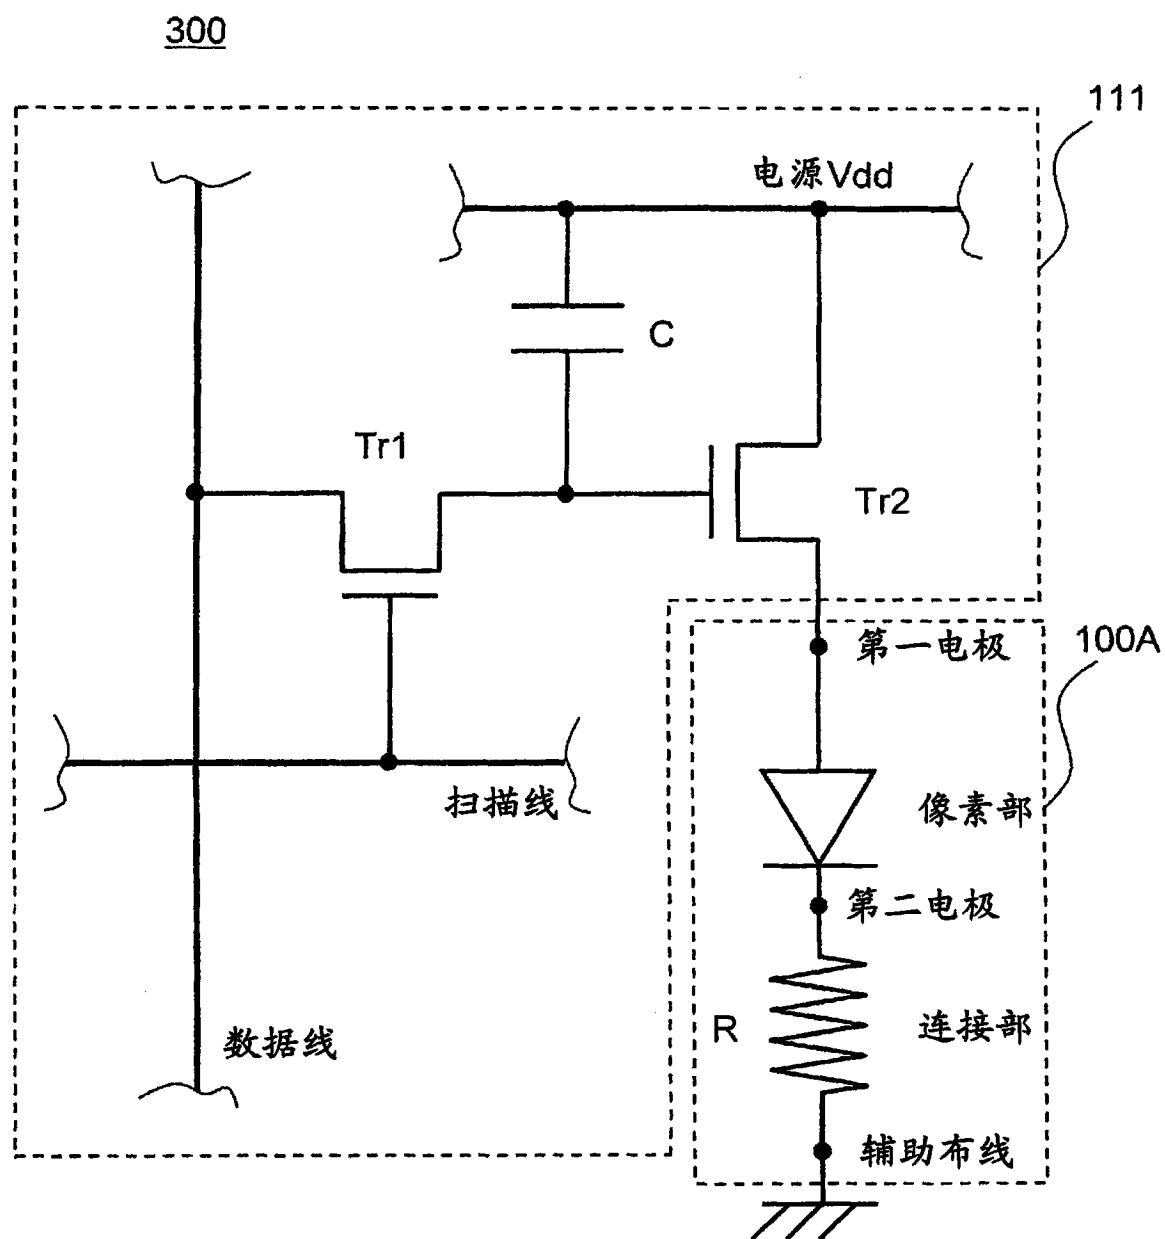 300
111
电源Vdd
C
Tr1
Tr2
第一电极
100A
扫描线
像素部
第二电极
R
连接部
数据线
辅助布线